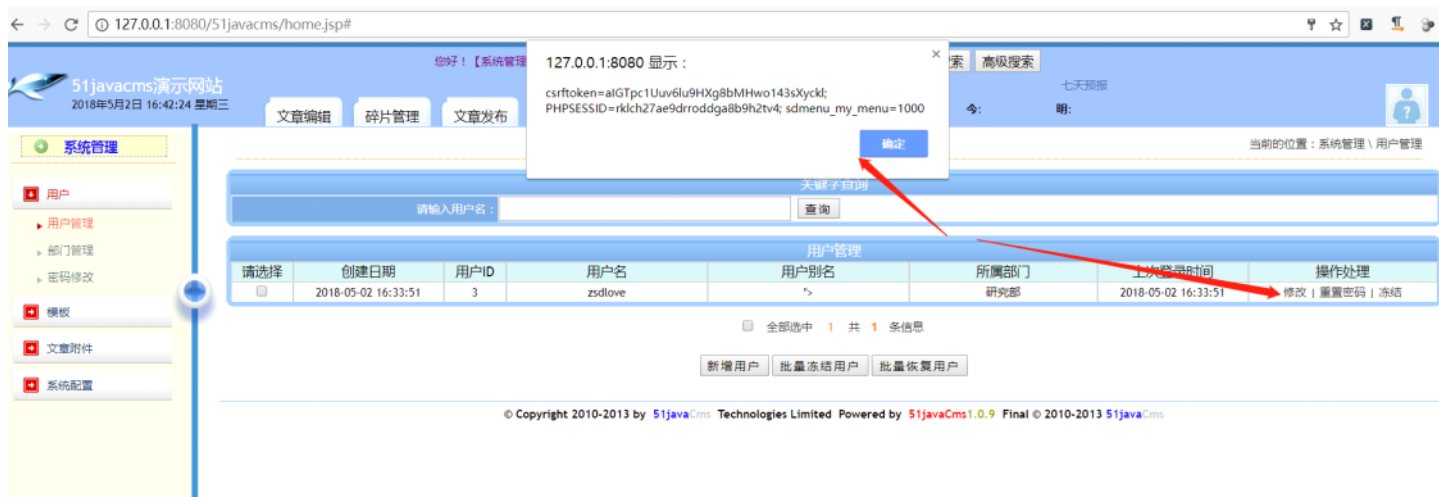 127.0.0.1:8080/51javacms/home.jsp#
您好！【系统管理
127.0.0.1:8080 显示：
索 高级搜索
51javacms演示网站
csrftoken=aIGTpc1Uuv6lu9HXg8bMHwo143sXyckl;
七天预报
2018年5月2日 16:42:24 星期三
文章编辑 碎片管理 文章发布
PHPSESSID=rklch27ae9drroddga8b9h2tv4; sdmenu_my_menu=1000
今: 明:
系统管理
确定
当前的位置：系统管理 \ 用户管理
关键字查询
用户
请输入用户名：
查询
用户管理
部门管理
密码修改
模板
文章附件
系统配置
用户管理
请选择 创建日期 用户ID 用户名 用户别名 所属部门 上次登录时间 操作处理
2018-05-02 16:33:51 3 zsdlove "> 研究部 2018-05-02 16:33:51 修改 | 重置密码 | 冻结
全部选中 1 共 1 条信息
新增用户 批量冻结用户 批量恢复用户
© Copyright 2010-2013 by 51javaCms Technologies Limited Powered by 51javaCms1.0.9 Final © 2010-2013 51javaCms